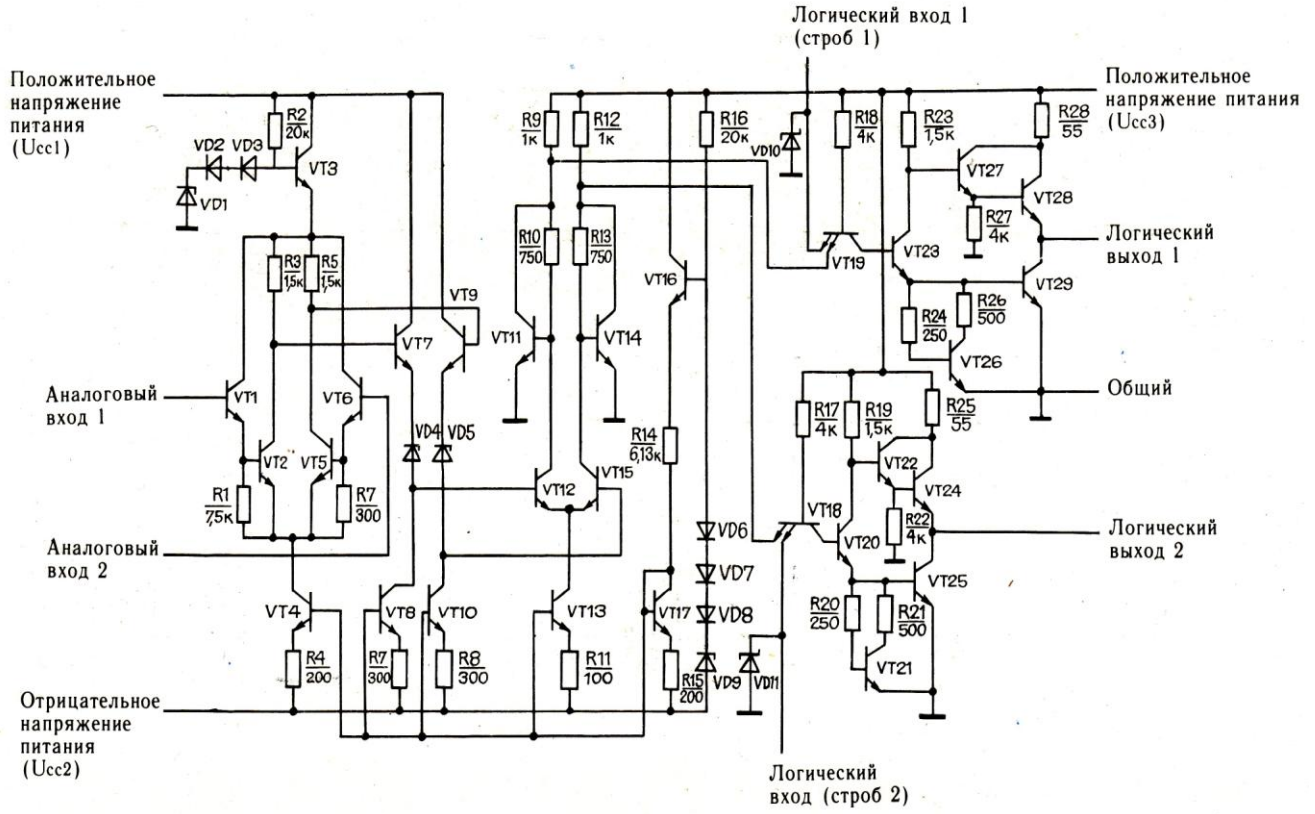 Логический вход 1
(строб 1)
Положительное
напряжение
питания
(Ucc1)
Положительное
напряжение питания
(Ucc3)
R2
20к
VD2
VD3
VT3
VD1
R9
1к
R12
1к
R16
20к
VD10
R18
4к
R23
1,5к
R28
55
VT27
VT28
R27
4к
R3
1,5к
R5
1,5к
VT9
R10
750
R13
750
VT16
VT19
VT23
Логический
выход 1
VT7
VT11
VT14
R24
250
R26
500
VT29
VT26
Аналоговый
вход 1
VT1
VT6
Общий
R17
4к
R19
1,5к
R25
55
VD4
VD5
R14
6,13к
VT2
VT5
VT15
VT12
VT22
VT24
R1
7,5к
R7
300
VT18
R22
4к
VD6
VT20
Логический
выход 2
Аналоговый
вход 2
VD7
VT25
VT4
VT8
VT10
VT13
VT17
VD8
R20
250
R21
500
R4
200
R7
300
R8
300
R11
100
R15
200
VD9
VD11
VT21
Отрицательное
напряжение
питания
(Ucc2)
Логический
вход (строб 2)